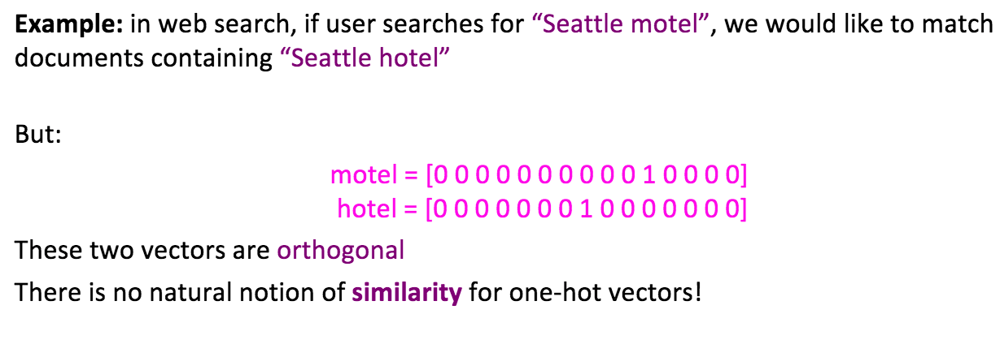 Example: in web search, if user searches for “Seattle motel”, we would like to match
documents containing “Seattle hotel”
But:
motel = [0 0 0 0 0 0 0 0 0 0 1 0 0 0 0]
hotel = [0 0 0 0 0 0 0 1 0 0 0 0 0 0 0]
These two vectors are orthogonal
There is no natural notion of similarity for one-hot vectors!